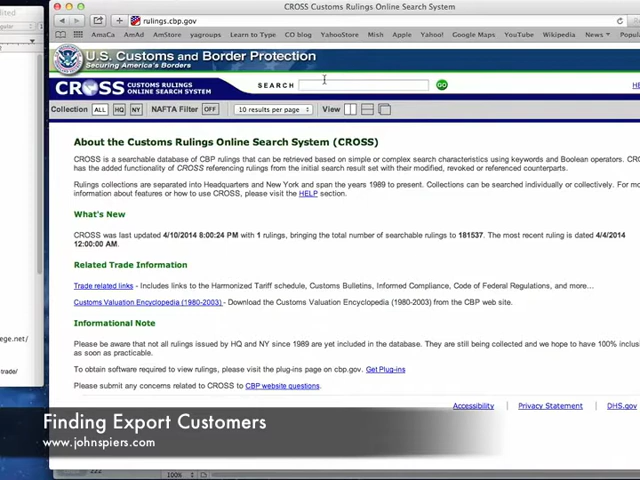 dited
CROSS Customs Rulings Online Search System
rulings.cbp.gov
AmaCa AmAd AmStore yagroups Learn to Type CO blog YahooStore Mish Apple Yahoo! Google Maps YouTube Wikipedia News Popula
U.S. Customs and Border Protection
Securing America's Borders
CROSS CUSTOMS RULINGS ONLINE SEARCH SYSTEM SEARCH GO HE
Collection ALL HQ NY NAFTA Filter OFF 10 results per page View
About the Customs Rulings Online Search System (CROSS)
CROSS is a searchable database of CBP rulings that can be retrieved based on simple or complex search characteristics using keywords and Boolean operators. CR
has the added functionality of CROSS referencing rulings from the initial search result set with their modified, revoked or referenced counterparts.
Rulings collections are separated into Headquarters and New York and span the years 1989 to present. Collections can be searched individually or collectively. For
information about features or how to use CROSS, please visit the HELP section.
What's New
CROSS was last updated 4/10/2014 8:00:24 PM with 1 rulings, bringing the total number of searchable rulings to 181537. The most recent ruling is dated 4/4/2014
12:00:00 AM.
Related Trade Information
Trade related links - Includes links to the Harmonized Tariff schedule, Customs Bulletins, Informed Compliance, Code of Federal Regulations, and more...
Customs Valuation Encyclopedia (1980-2003) - Download the Customs Valuation Encyclopedia (1980-2003) from the CBP web site.
Informational Note
ege.net/
Please be aware that not all rulings issued by HQ and NY since 1989 are yet included in the database. They are still being collected and we hope to have 100% inclus
as soon as practicable.
trade/
To obtain software required to view rulings, please visit the plug-ins page on cbp.gov. Get Plug-ins
Please submit any concerns related to CROSS to CBP website questions.
Accessibility Privacy Statement DHS.gov
Finding Export Customers
www.johnspiers.com
222
100%